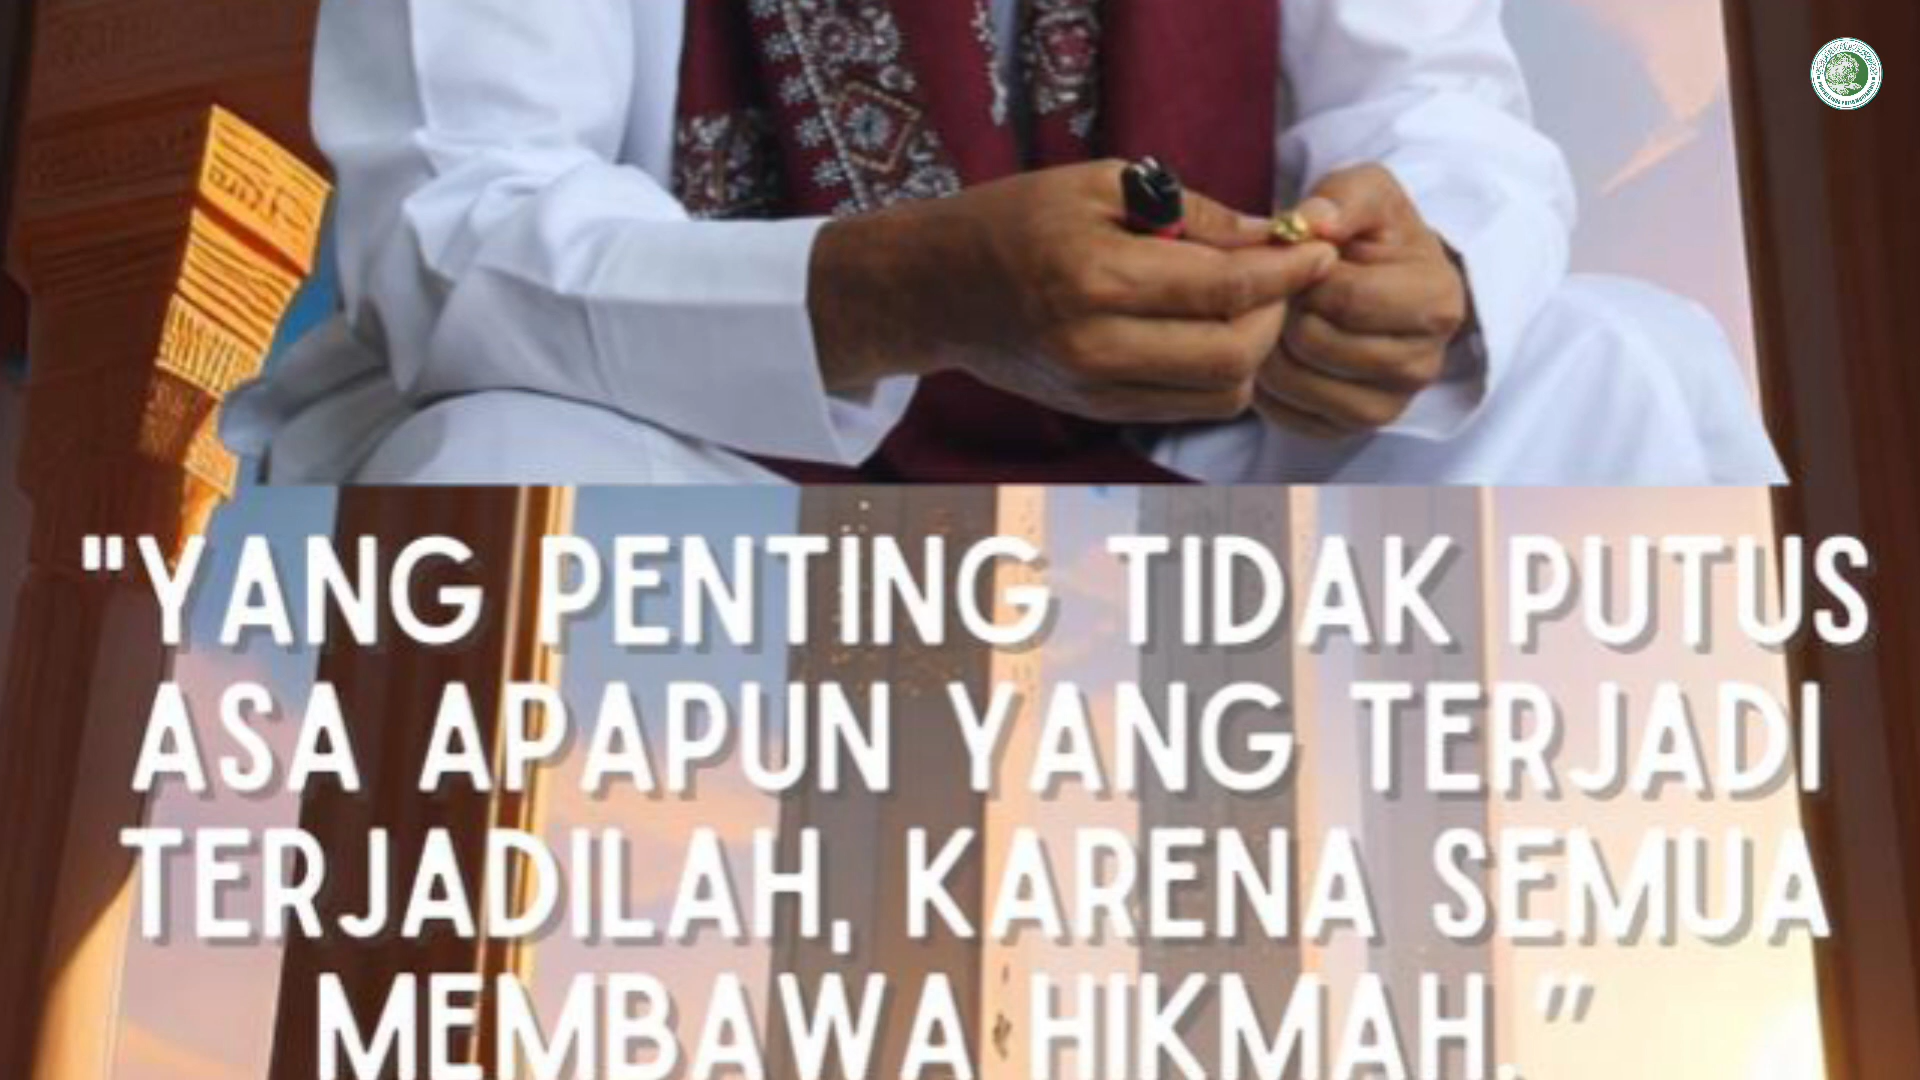 "YANG PENTING TIDAK PUTUS
ASA APAPUN YANG TERJADI
TERJADILAH, KARENA SEMUA
MEMBAWA HIKMAH."